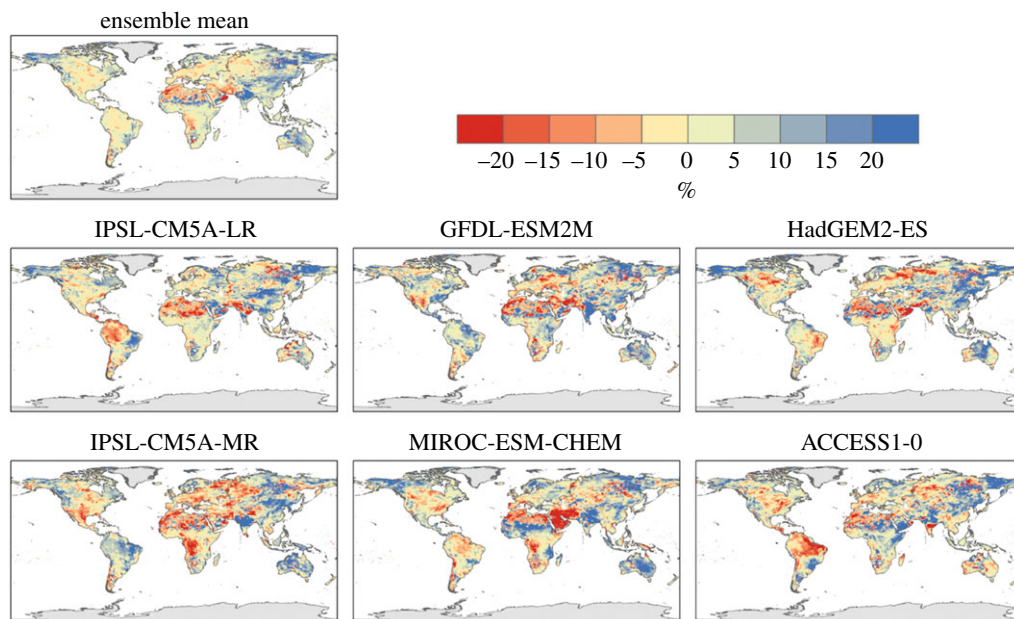 ensemble mean
−20 −15 −10 −5 0 5 10 15 20
%
IPSL-CM5A-LR GFDL-ESM2M HadGEM2-ES
IPSL-CM5A-MR MIROC-ESM-CHEM ACCESS1-0